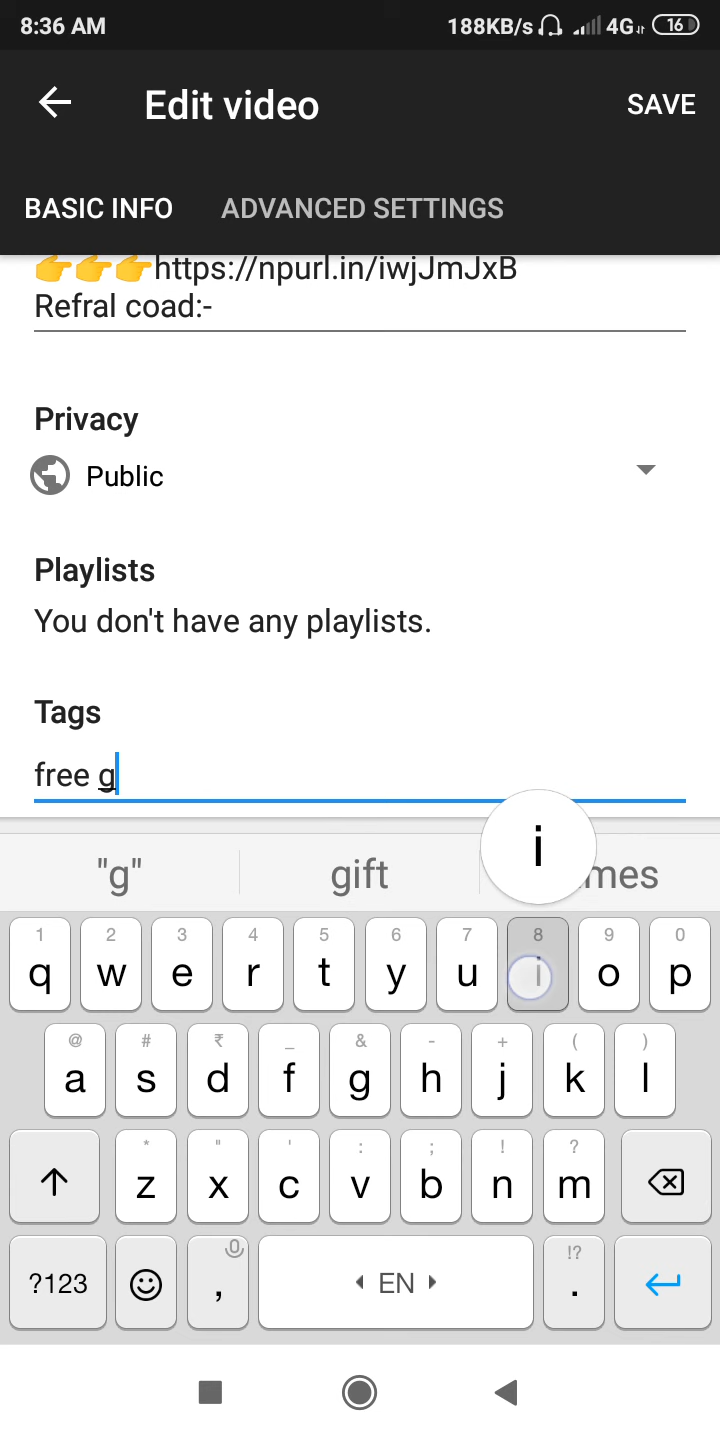 8:36 AM 188KB/s 4G 16
Edit video SAVE
BASIC INFO ADVANCED SETTINGS
👉👉👉https://npurl.in/iwjJmJxB
Refral coad:-
Privacy
Public
Playlists
You don't have any playlists.
Tags
free g
i
"g" gift mes
1 2 3 4 5 6 7 8 9 0
q w e r t y u i o p
@ # ₹ _ & - + ( )
a s d f g h j k l
* " ' : ; ! ?
z x c v b n m
!?
?123 , EN .